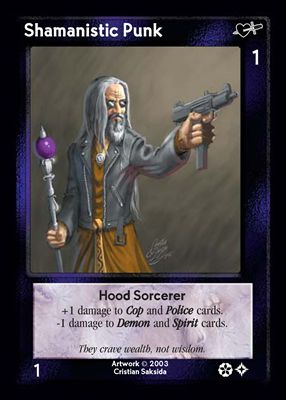 Shamanistic Punk
1
Hood Sorcerer
+1 damage to Cop and Police cards.
-1 damage to Demon and Spirit cards.
They crave wealth, not wisdom.
1
Artwork © 2003
Cristian Saksida